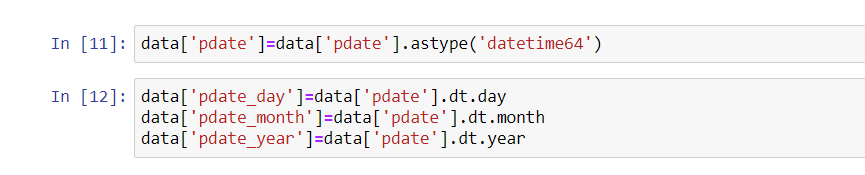 In [11]: data['pdate']=data['pdate'].astype('datetime64')
In [12]: data['pdate_day']=data['pdate'].dt.day
data['pdate_month']=data['pdate'].dt.month
data['pdate_year']=data['pdate'].dt.year